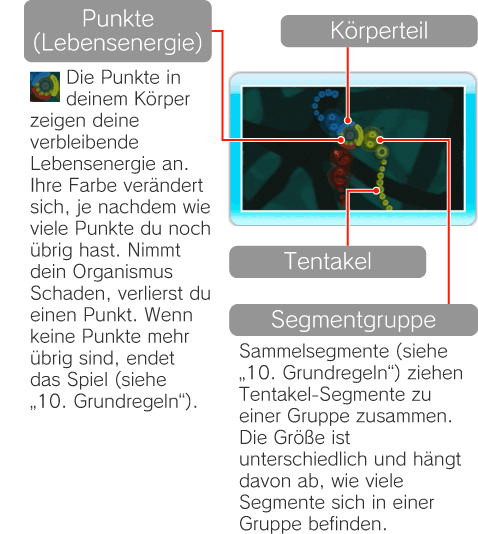 Punkte
(Lebensenergie)
Körperteil
Die Punkte in
deinem Körper
zeigen deine
verbleibende
Lebensenergie an.
Ihre Farbe verändert
sich, je nachdem wie
viele Punkte du noch
übrig hast. Nimmt
dein Organismus
Schaden, verlierst du
einen Punkt. Wenn
keine Punkte mehr
übrig sind, endet
das Spiel (siehe
„10. Grundregeln“).
Tentakel
Segmentgruppe
Sammelsegmente (siehe
„10. Grundregeln“) ziehen
Tentakel-Segmente zu
einer Gruppe zusammen.
Die Größe ist
unterschiedlich und hängt
davon ab, wie viele
Segmente sich in einer
Gruppe befinden.